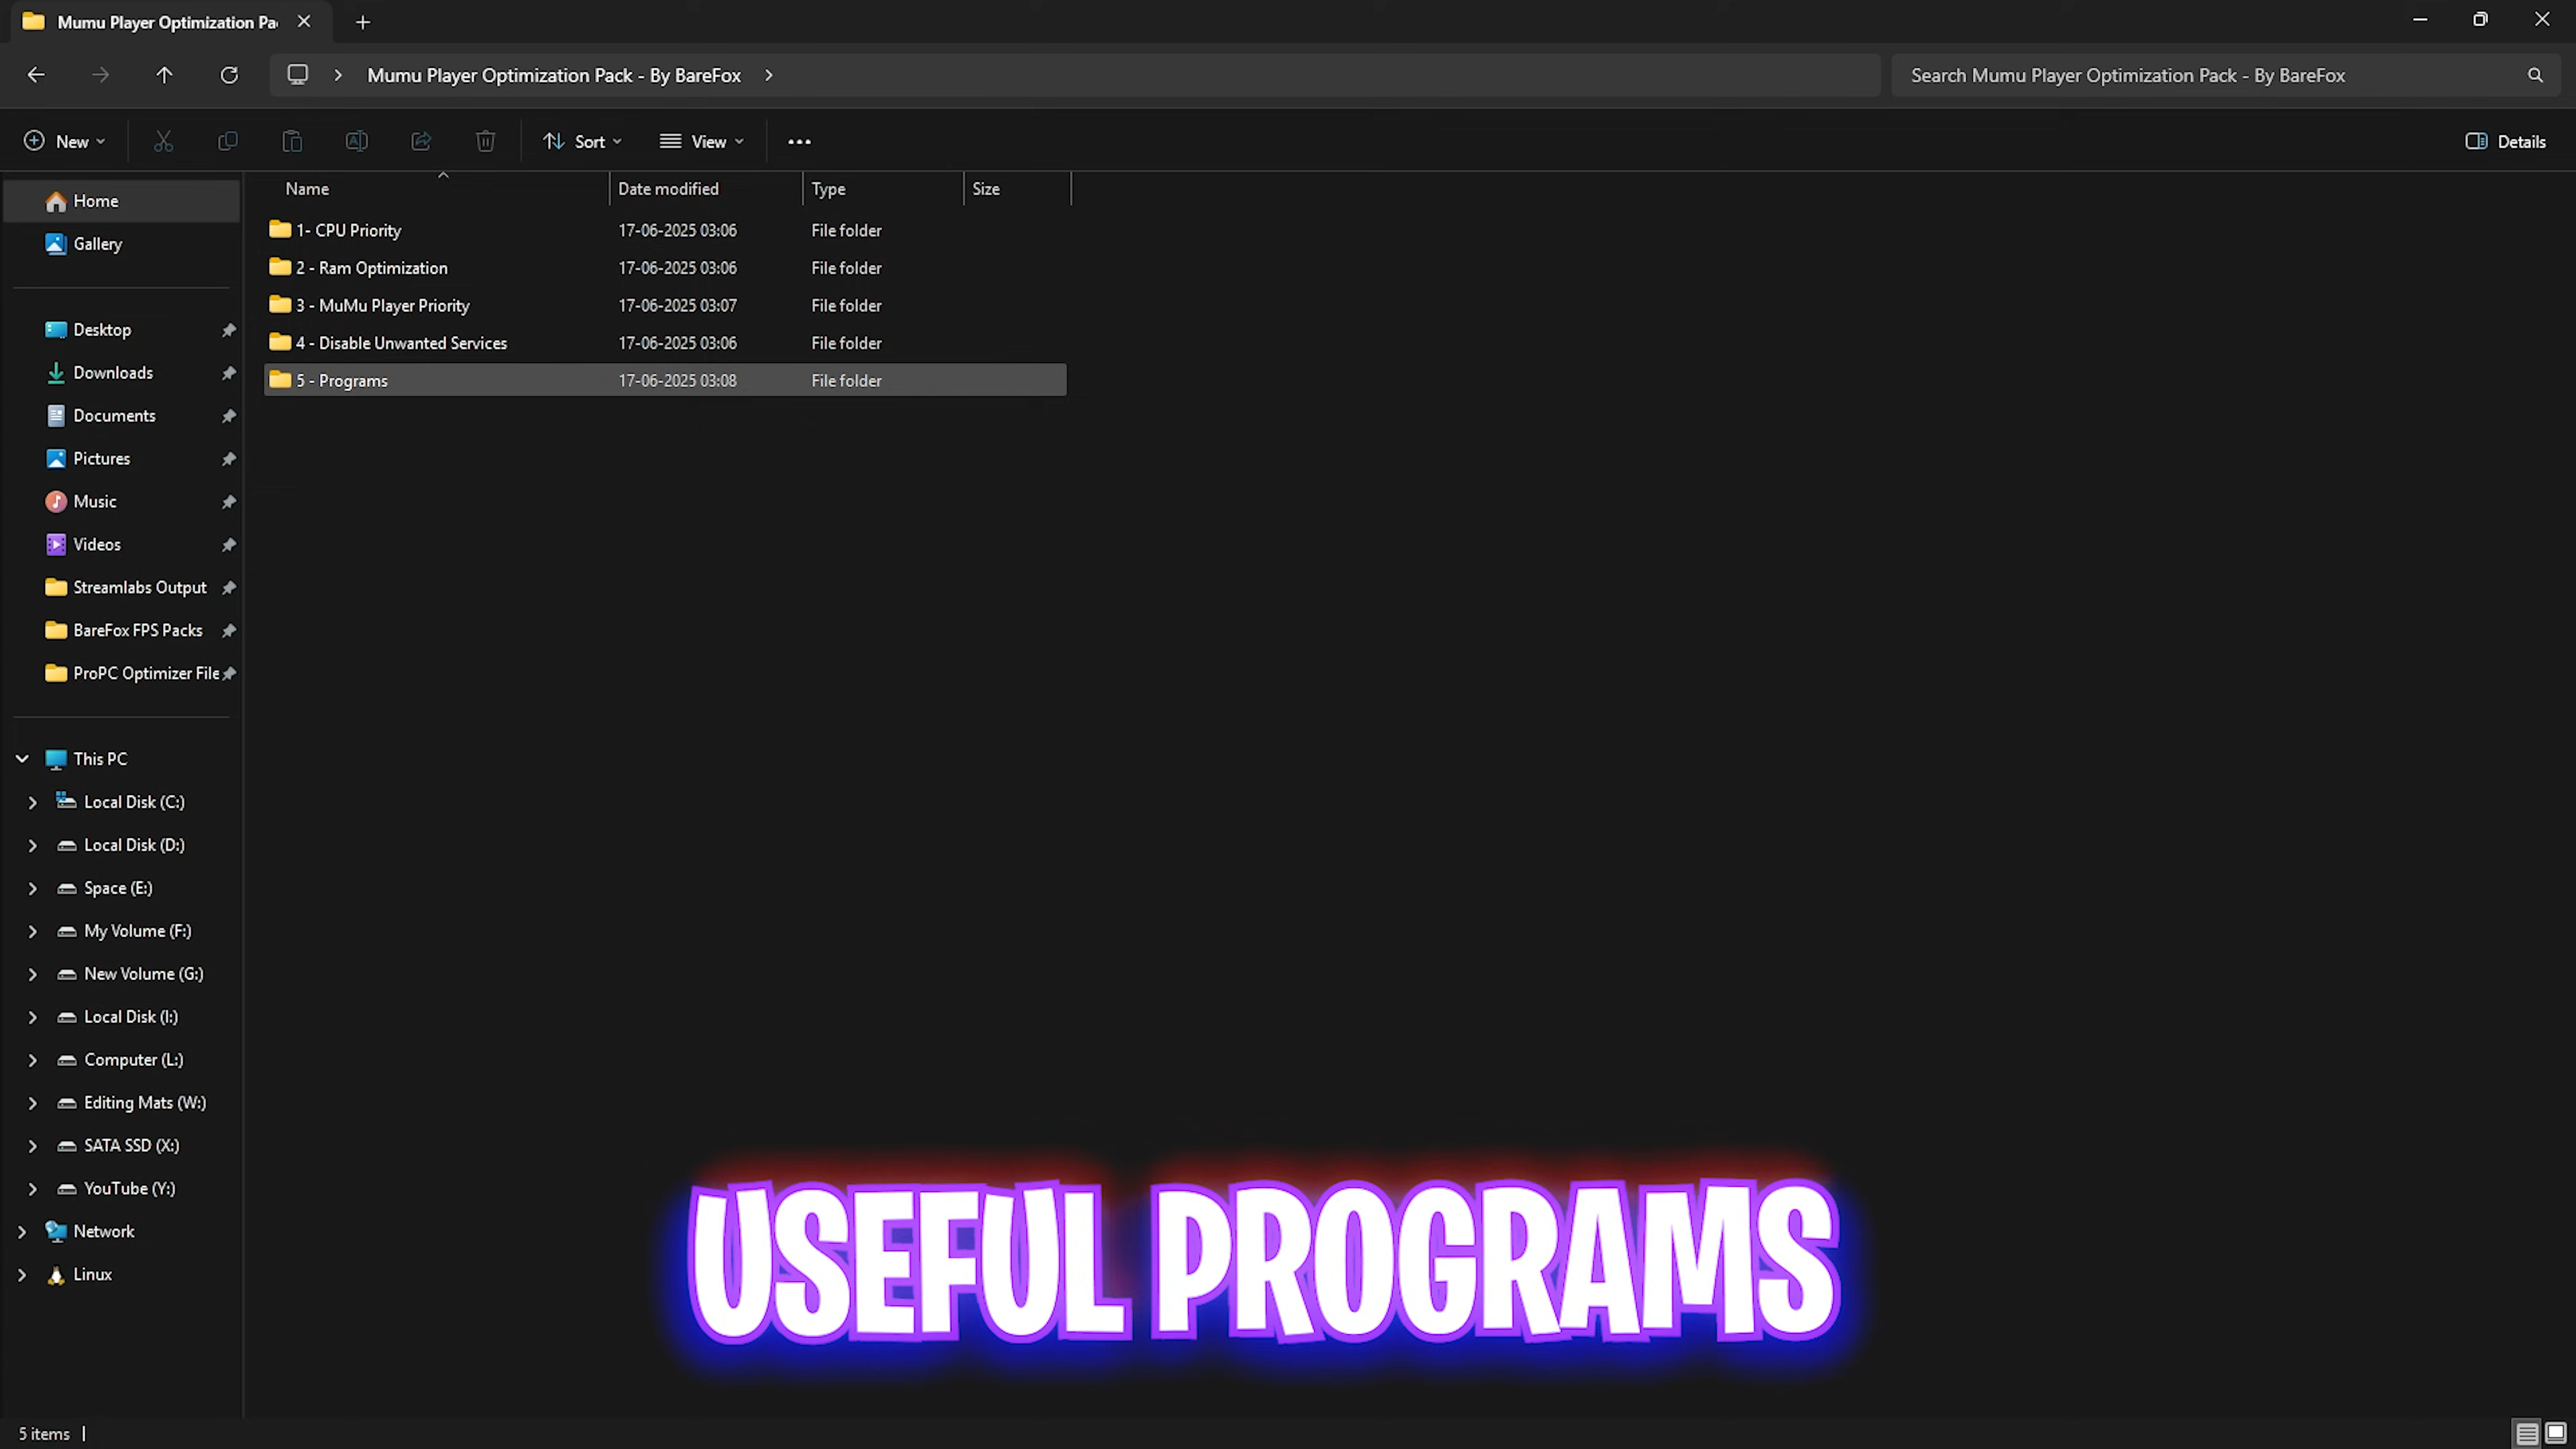 Mumu Player Optimization Pa
Mumu Player Optimization Pack - By BareFox
Search Mumu Player Optimization Pack - By BareFox
New
Sort
View
Details
Name
Date modified
Type
Size
1- CPU Priority 17-06-2025 03:06 File folder
2 - Ram Optimization 17-06-2025 03:06 File folder
3 - MuMu Player Priority 17-06-2025 03:07 File folder
4 - Disable Unwanted Services 17-06-2025 03:06 File folder
5 - Programs 17-06-2025 03:08 File folder
Home
Gallery
Desktop
Downloads
Documents
Pictures
Music
Videos
Streamlabs Output
BareFox FPS Packs
ProPC Optimizer File
This PC
Local Disk (C:)
Local Disk (D:)
Space (E:)
My Volume (F:)
New Volume (G:)
Local Disk (I:)
Computer (L:)
Editing Mats (W:)
SATA SSD (X:)
YouTube (Y:)
Network
Linux
USEFUL PROGRAMS
5 items